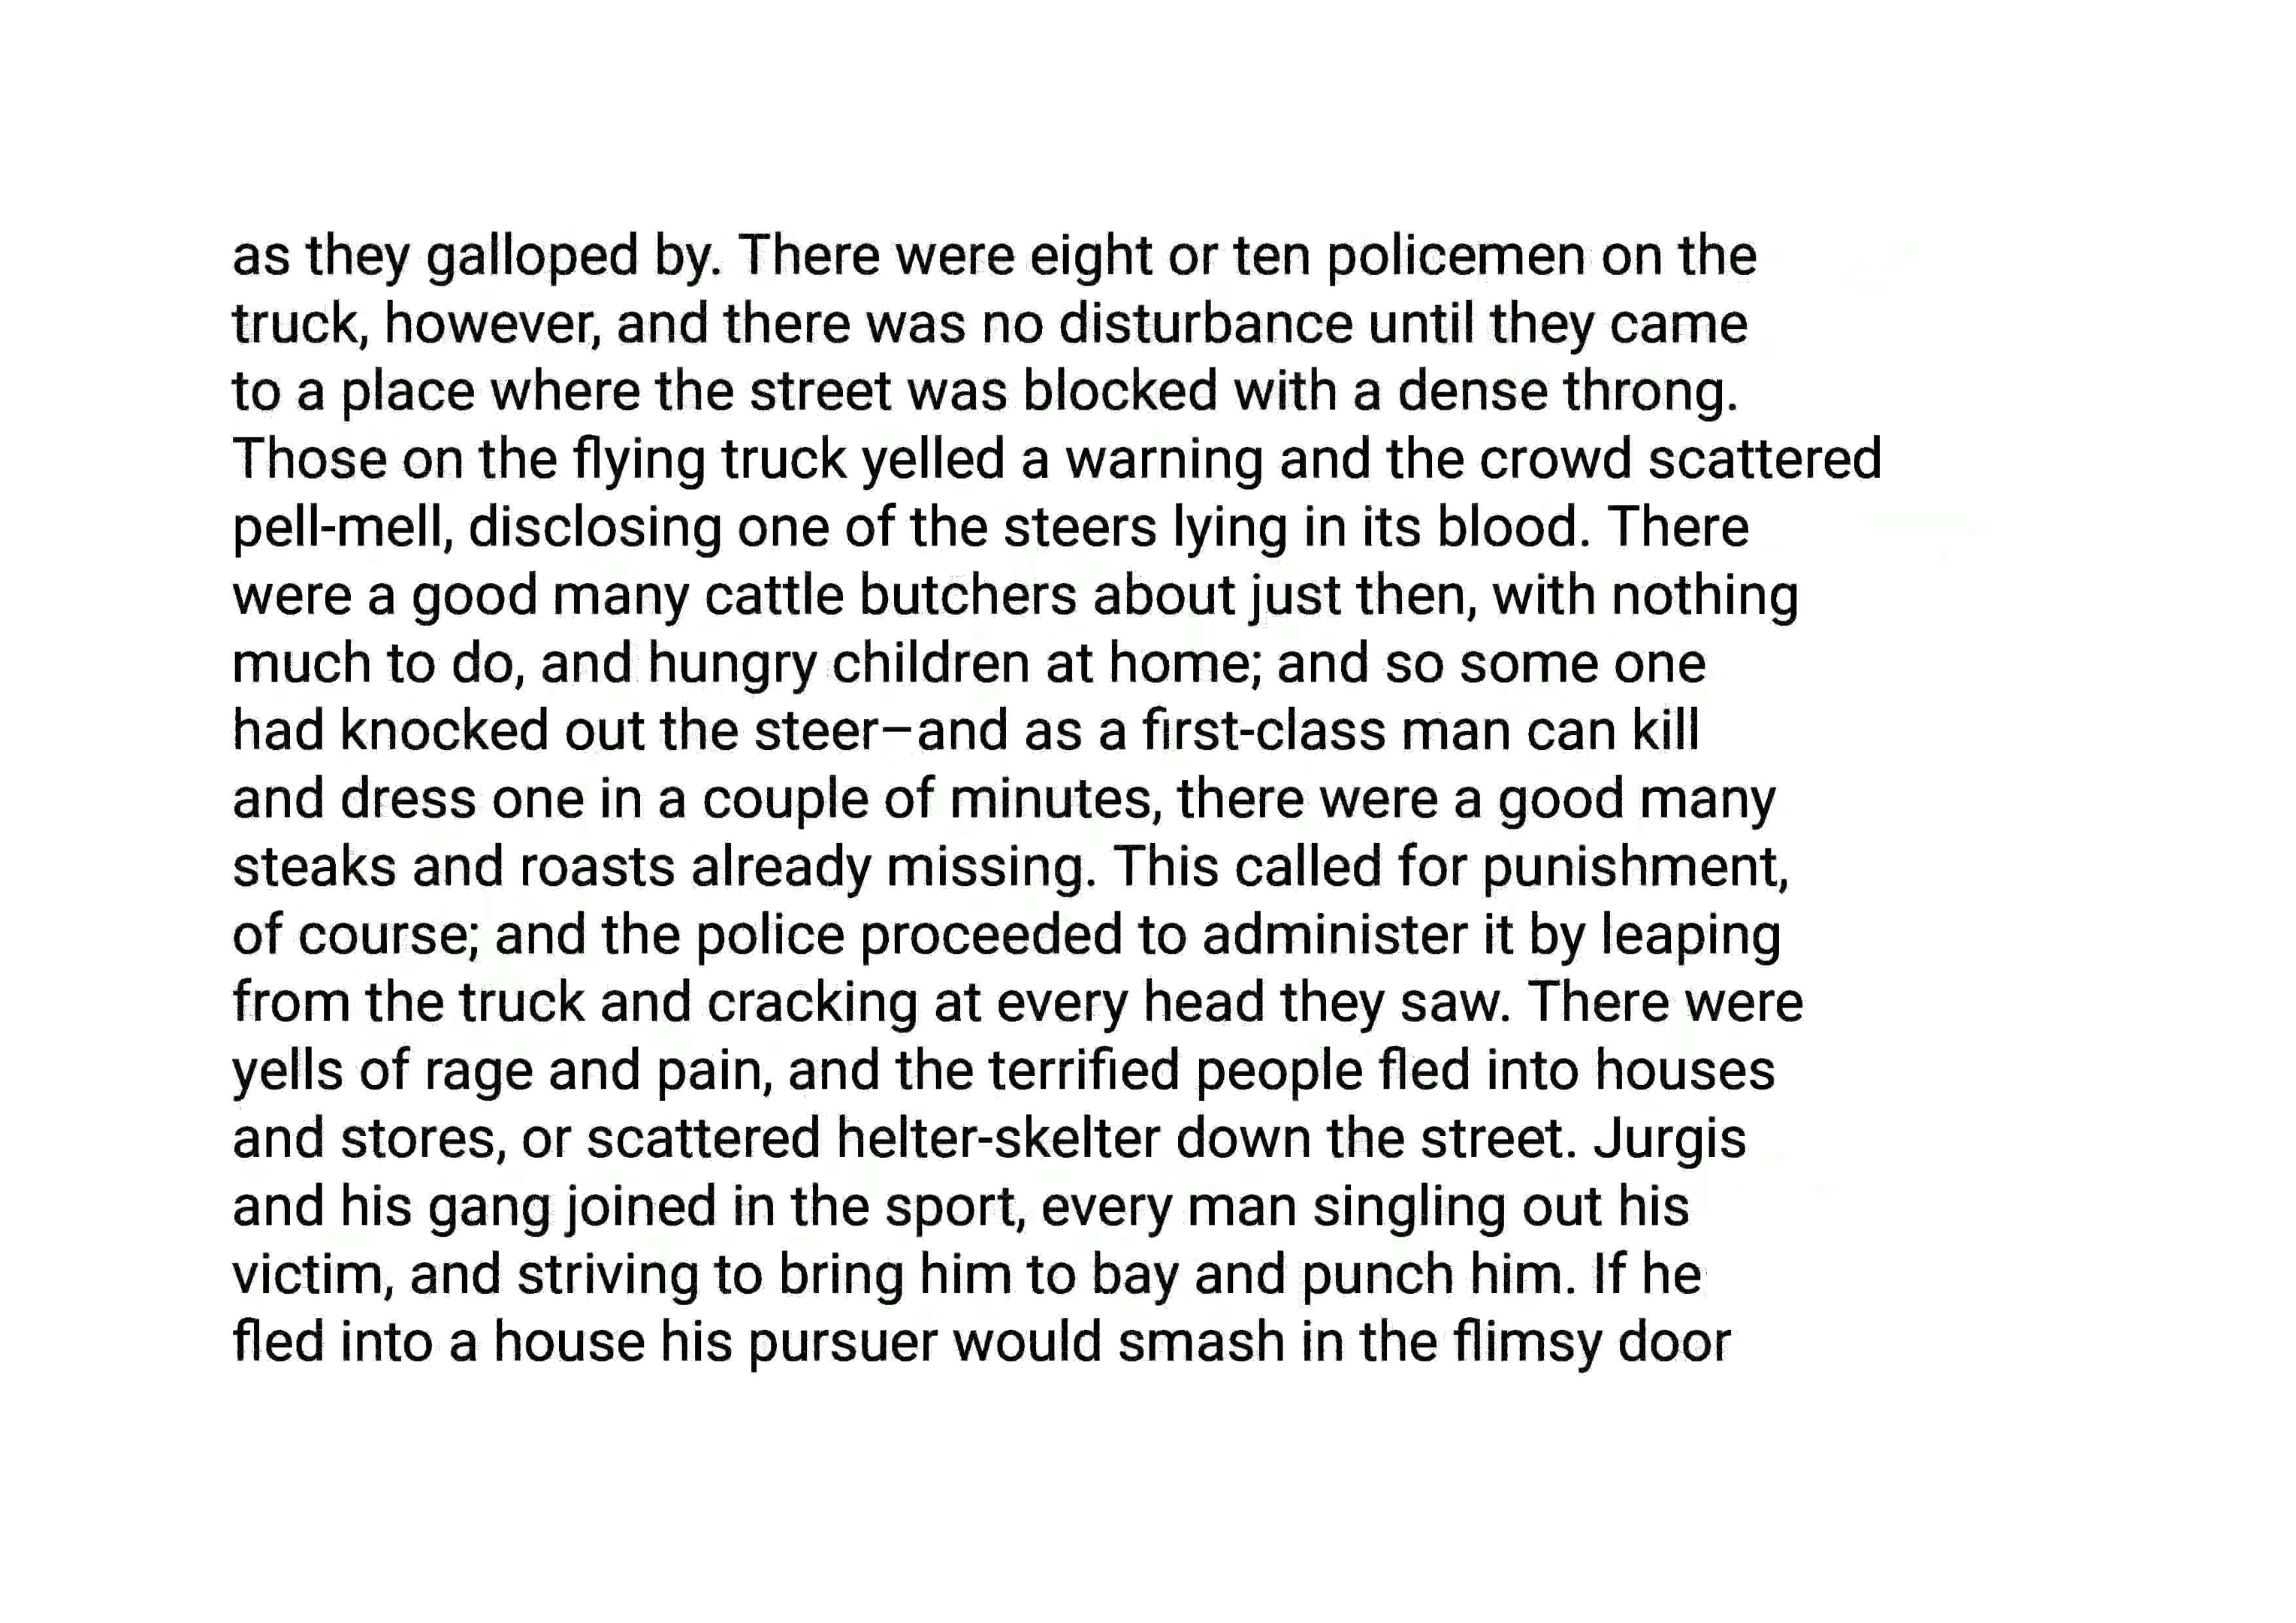 as they galloped by. There were eight or ten policemen on the
truck, however, and there was no disturbance until they came
to a place where the street was blocked with a dense throng.
Those on the flying truck yelled a warning and the crowd scattered
pell-mell, disclosing one of the steers lying in its blood. There
were a good many cattle butchers about just then, with nothing
much to do, and hungry children at home; and so some one
had knocked out the steer–and as a first-class man can kill
and dress one in a couple of minutes, there were a good many
steaks and roasts already missing. This called for punishment,
of course; and the police proceeded to administer it by leaping
from the truck and cracking at every head they saw. There were
yells of rage and pain, and the terrified people fled into houses
and stores, or scattered helter-skelter down the street. Jurgis
and his gang joined in the sport, every man singling out his
victim, and striving to bring him to bay and punch him. If he
fled into a house his pursuer would smash in the flimsy door